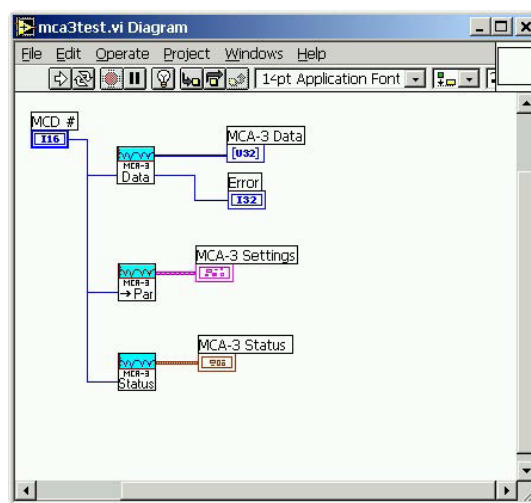 mca3test.vi Diagram
File Edit Operate Project Windows Help
14pt Application Font
MCD #
I16
MCA-3 Data
[U32]
MCA-3
Data
Error
I32
MCA-3 Settings
MCA-3
→Par
MCA-3 Status
MCA-3
Status